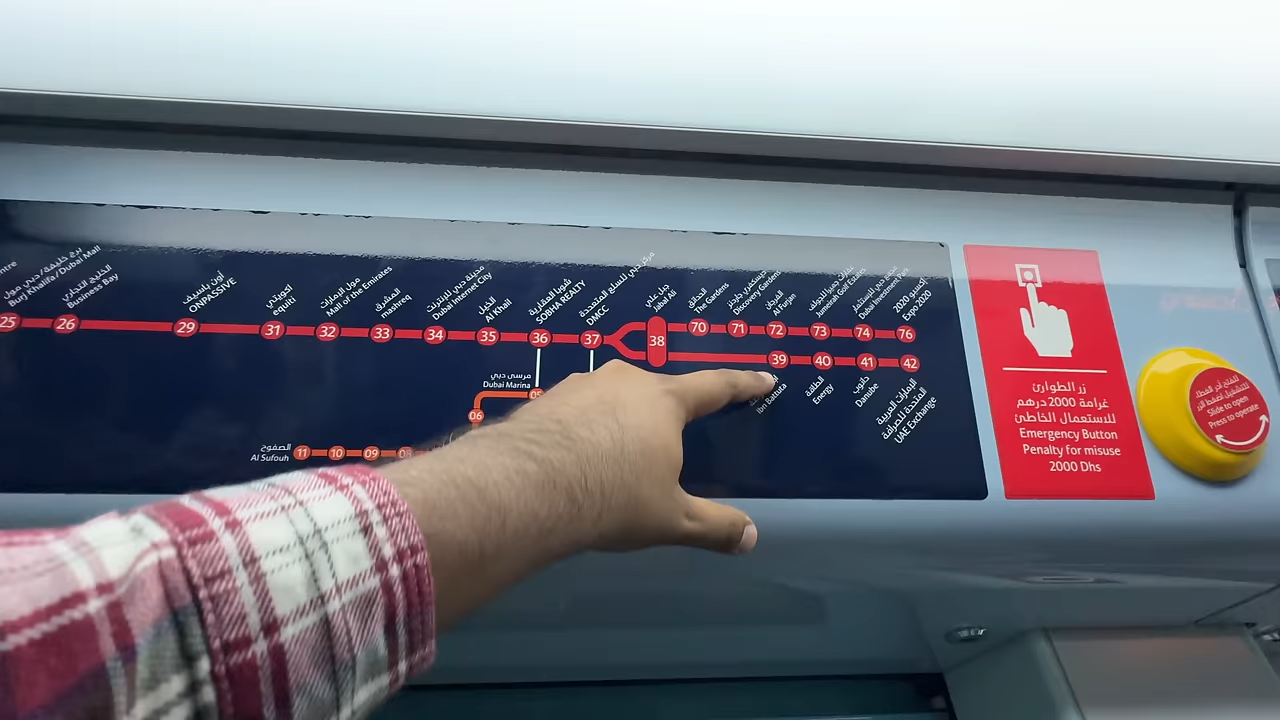 برج خليفة/دبي مول
Burj Khalifa/Dubai Mall
25
الخليج التجاري
Business Bay
26
أون باسيف
ONPASSIVE
29
equiti
31
مول الإمارات
Mall of the Emirates
32
المشرق
mashreq
33
مدينة دبي للإنترنت
Dubai Internet City
34
الخيل
Al Khail
35
شوبا العقارية
SOBHA REALTY
36
مركز دبي للسلع المتعددة
DMCC
37
جبل علي
Jabal Ali
38
الحدائق
The Gardens
70
ديسكفري جاردنز
Discovery Gardens
71
الفرجان
Al Furjan
72
Jumeirah Golf Estates
73
Dubai Investment Park
74
إكسبو 2020
Expo 2020
76
39
Ibn Battuta
40
الطاقة
Energy
41
دانوب
Danube
42
الإمارات العربية
المتحدة للصرافة
UAE Exchange
مرسى دبي
Dubai Marina
05
06
الصفوح
Al Sufouh
11
10
09
08
زر الطوارئ
غرامة 2000 درهم
للاستعمال الخاطئ
Emergency Button
Penalty for misuse
2000 Dhs
Slide to open
Press to operate